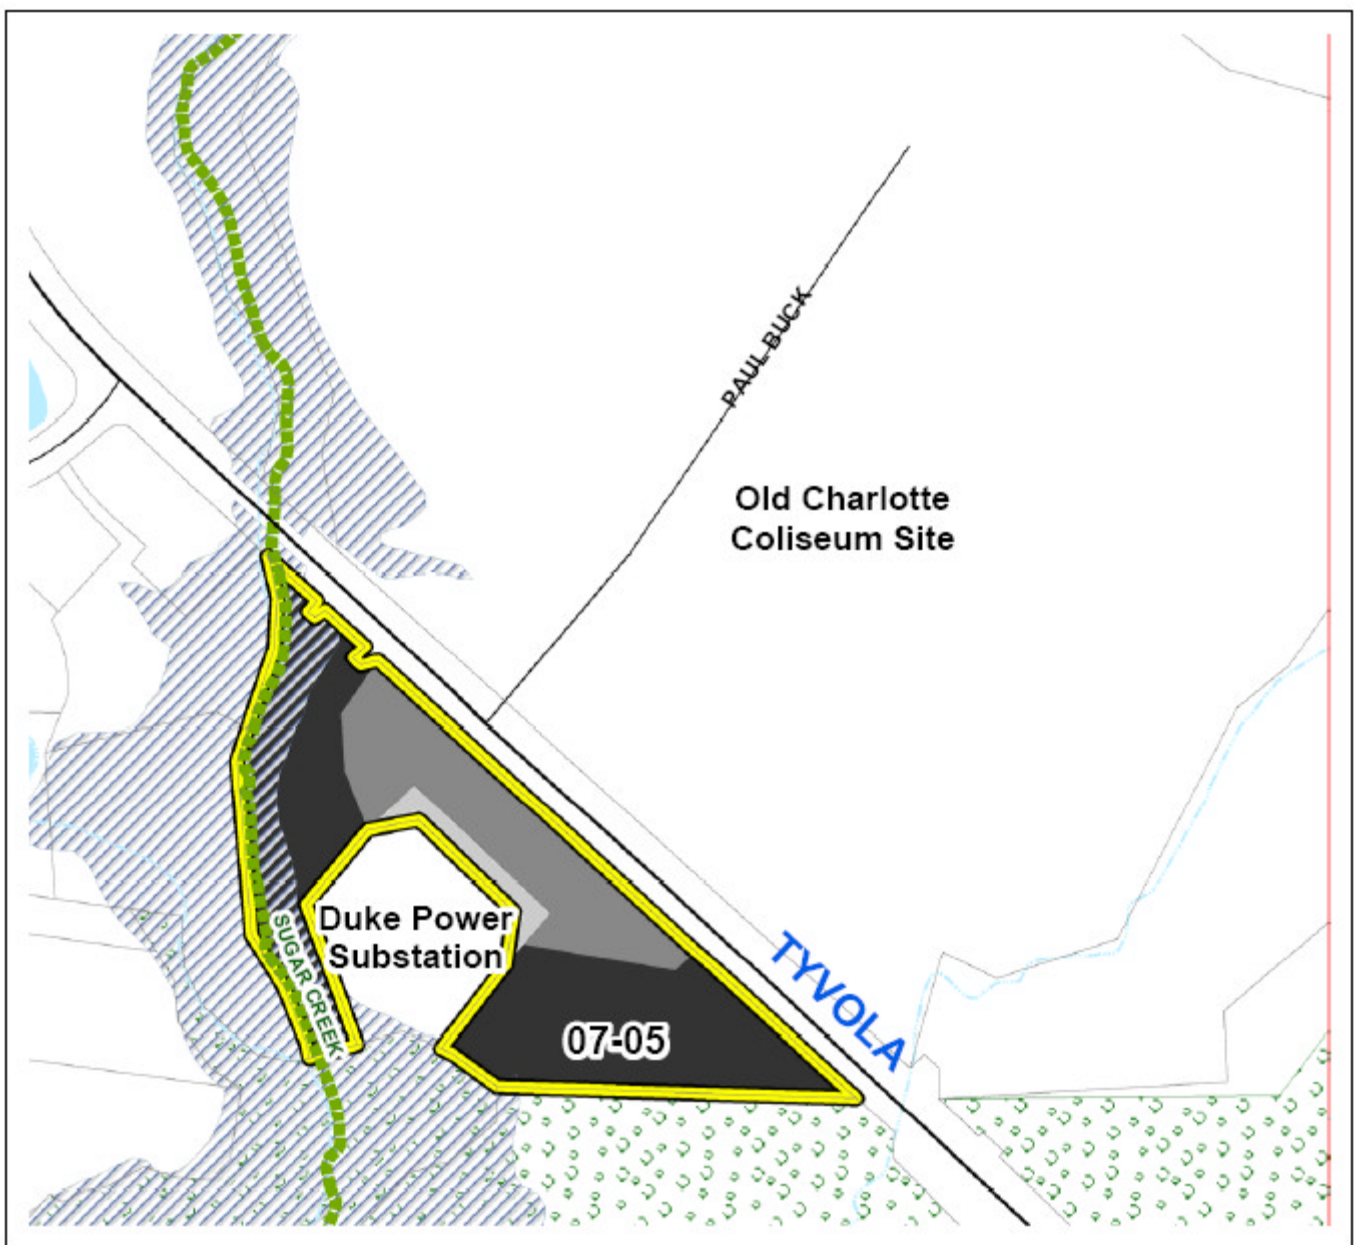 PAUL BUCK
Old Charlotte
Coliseum Site
Duke Power
Substation
SUGAR CREEK
TYVOLA
07-05